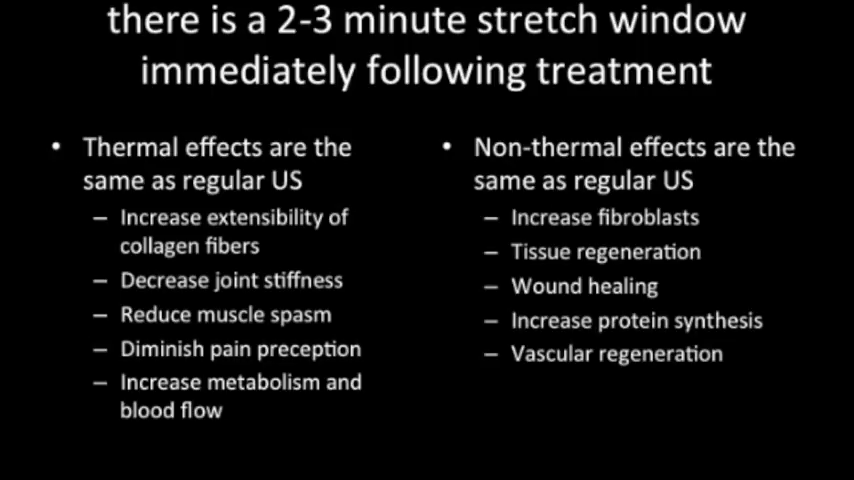 there is a 2-3 minute stretch window
immediately following treatment
• Thermal effects are the
same as regular US
– Increase extensibility of
collagen fibers
– Decrease joint stiffness
– Reduce muscle spasm
– Diminish pain preception
– Increase metabolism and
blood flow
• Non-thermal effects are the
same as regular US
– Increase fibroblasts
– Tissue regeneration
– Wound healing
– Increase protein synthesis
– Vascular regeneration